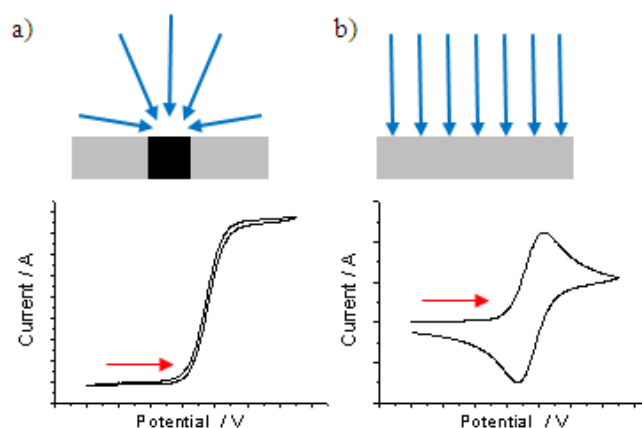 a)
b)
Current / A
Potential / V
Current / A
Potential / V